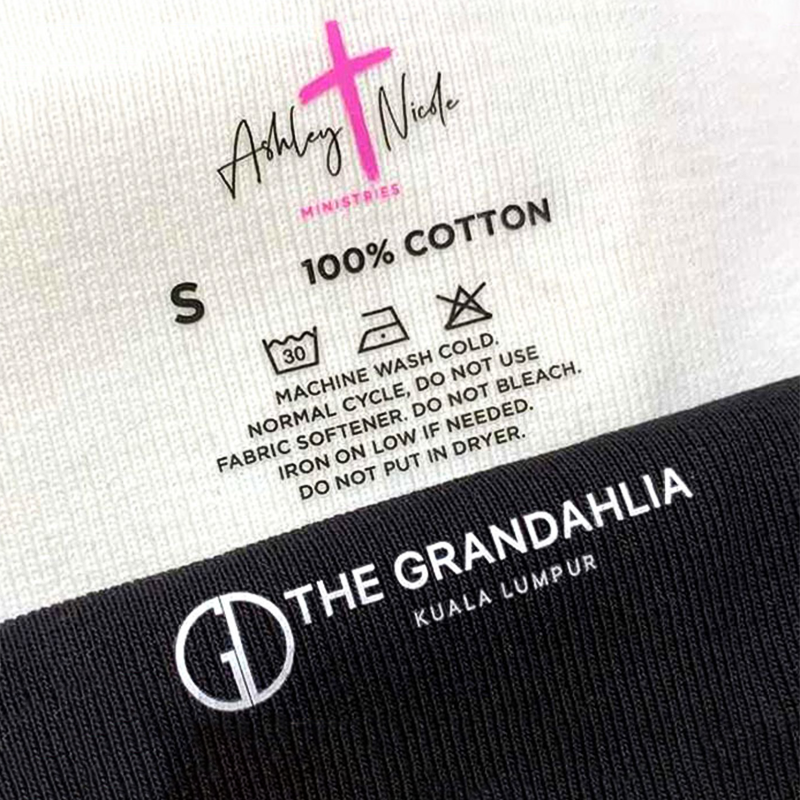 Ashley Nicole
MINISTRIES
100% COTTON
S
30
MACHINE WASH COLD.
NORMAL CYCLE, DO NOT USE
FABRIC SOFTENER. DO NOT BLEACH.
IRON ON LOW IF NEEDED.
DO NOT PUT IN DRYER.
GD THE GRANDAHLIA
KUALA LUMPUR